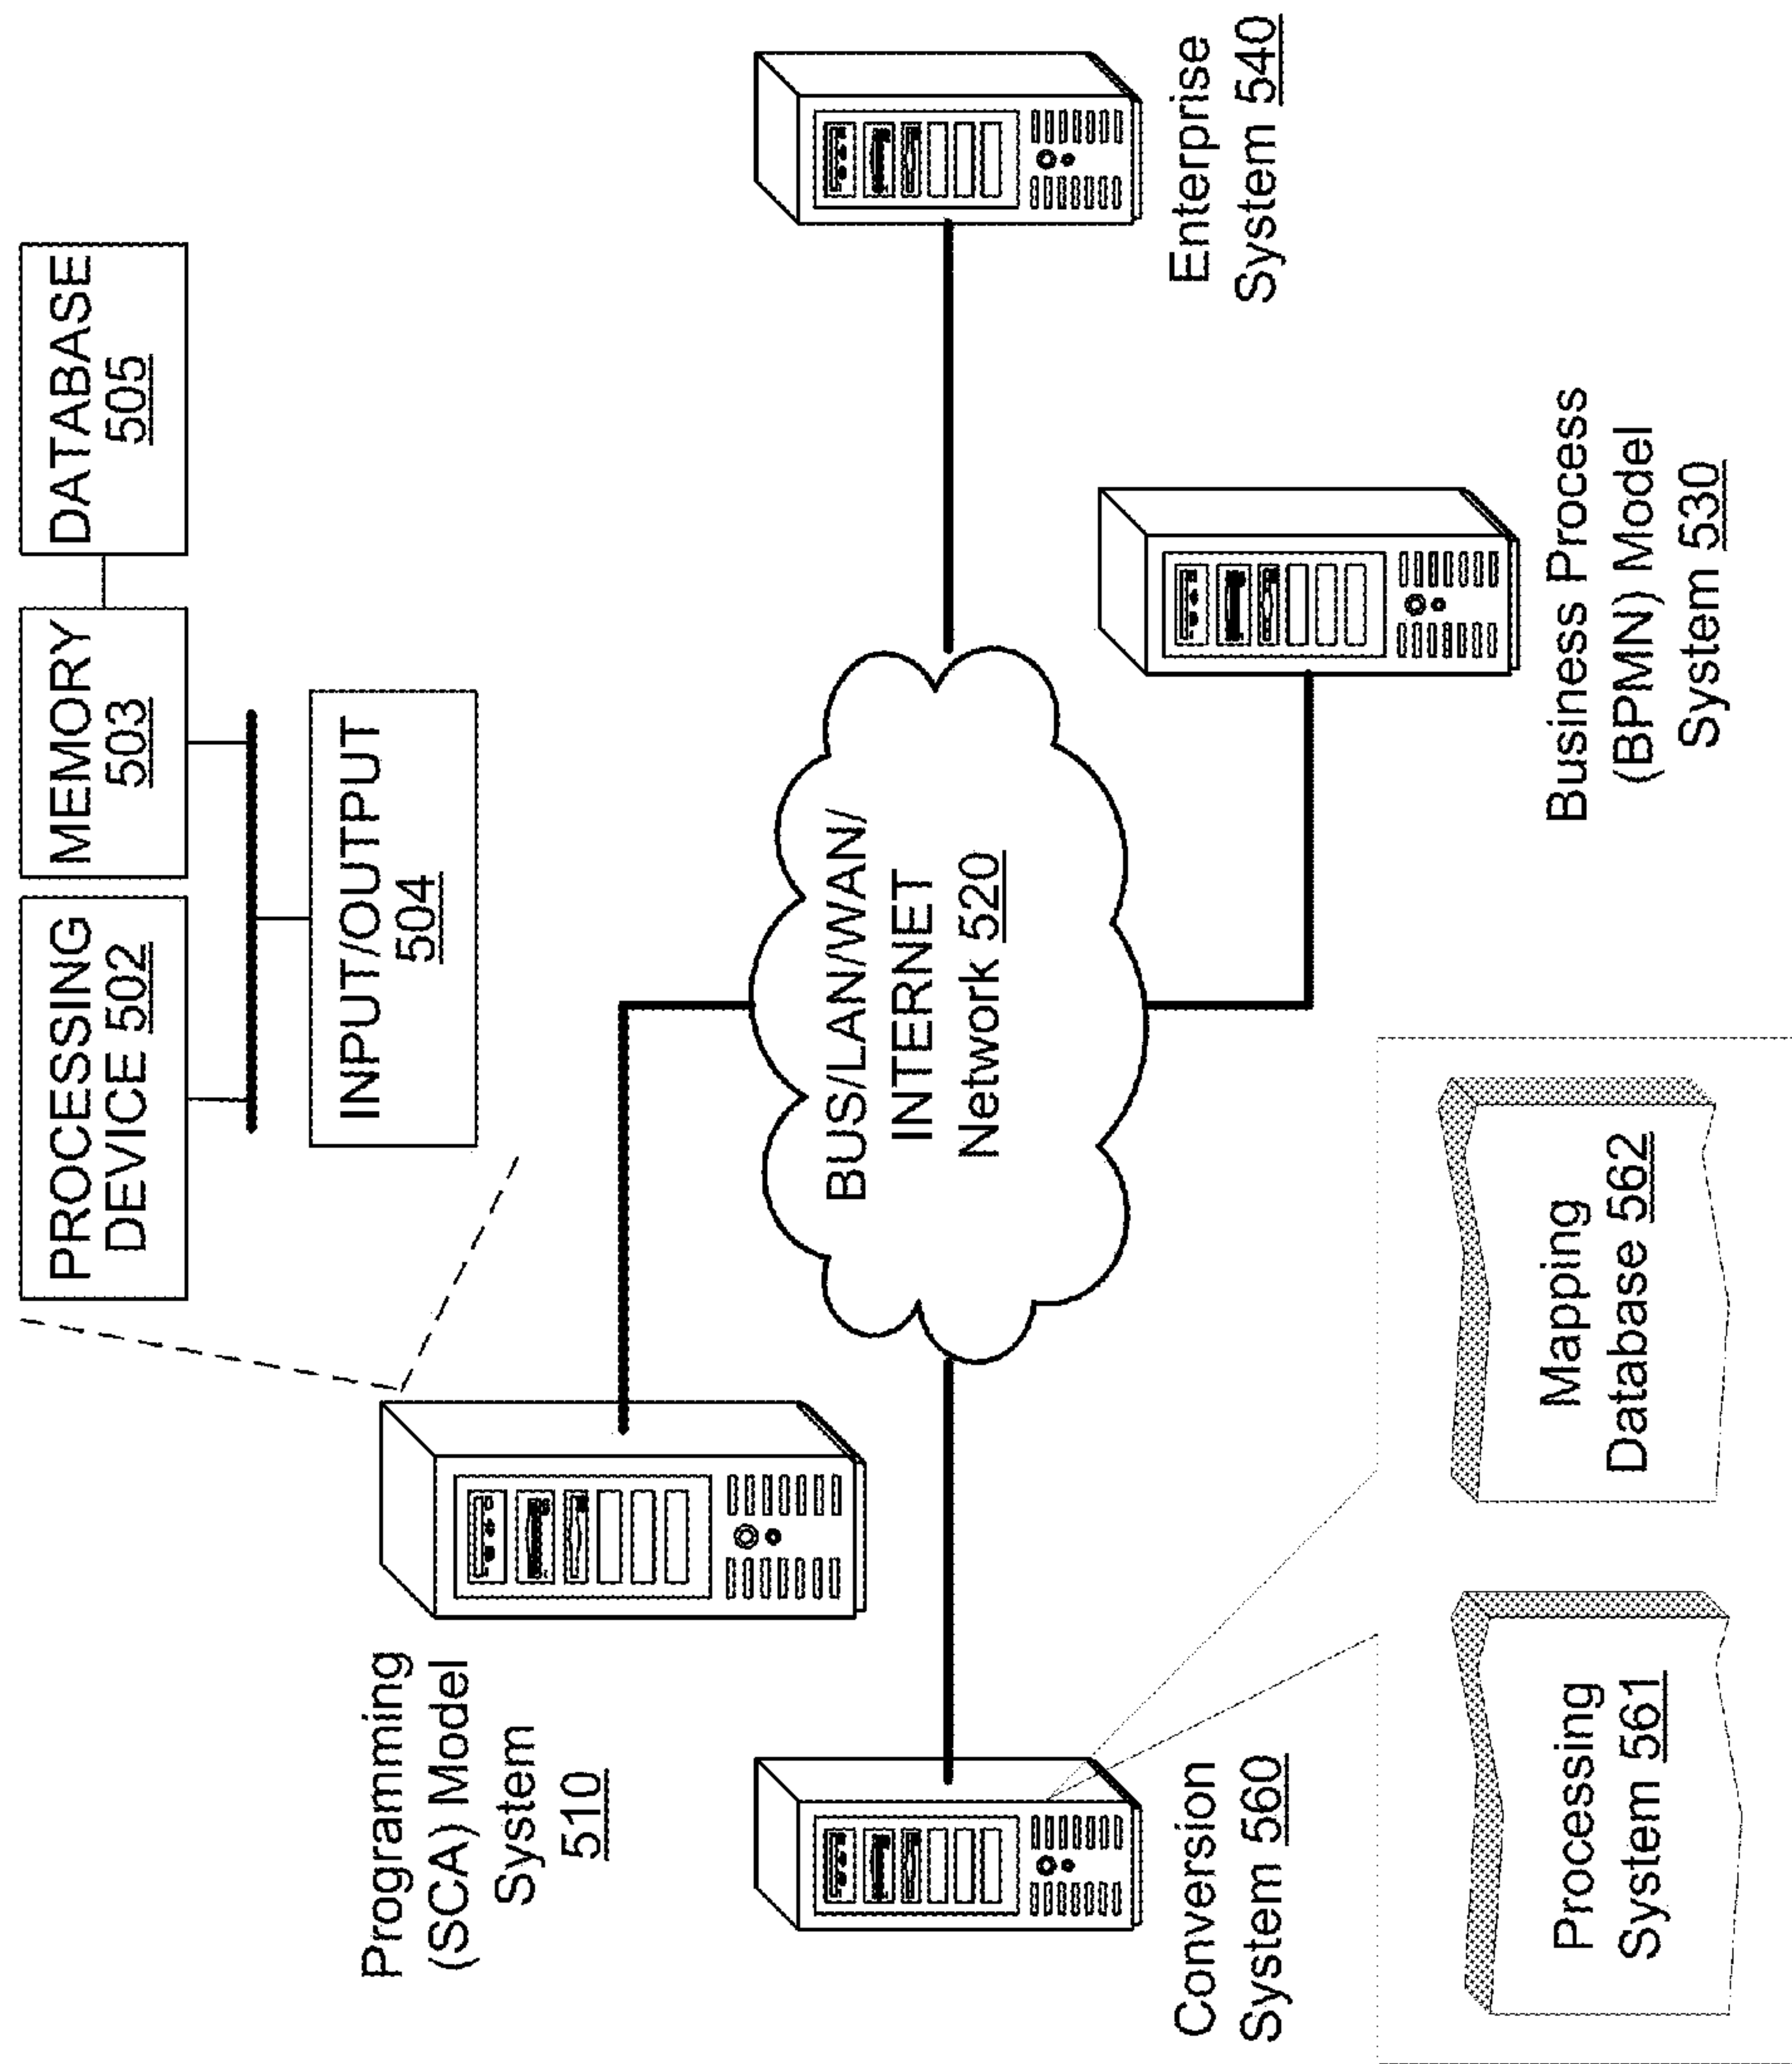 PROCESSING
DEVICE 502
MEMORY
503
DATABASE
505
INPUT/OUTPUT
504
Programming
(SCA) Model
System
510
BUS/LAN/WAN/
INTERNET
Network 520
Conversion
System 560
Enterprise
System 540
Business Process
(BPMN) Model
System 530
Processing
System 561
Mapping
Database 562